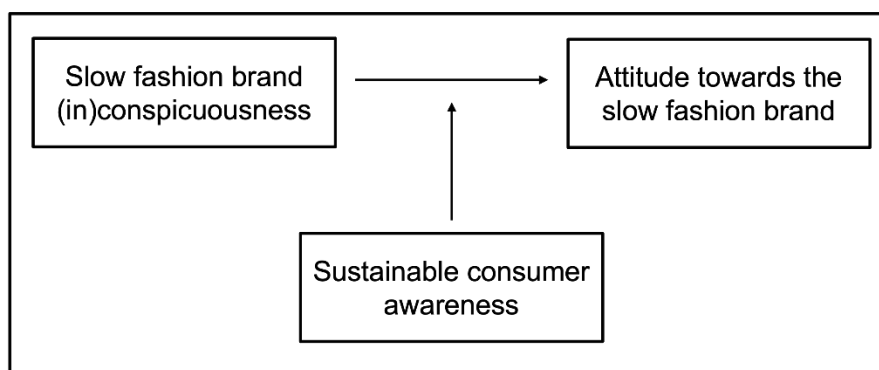 Slow fashion brand
(in)conspicuousness
Attitude towards the
slow fashion brand
Sustainable consumer
awareness